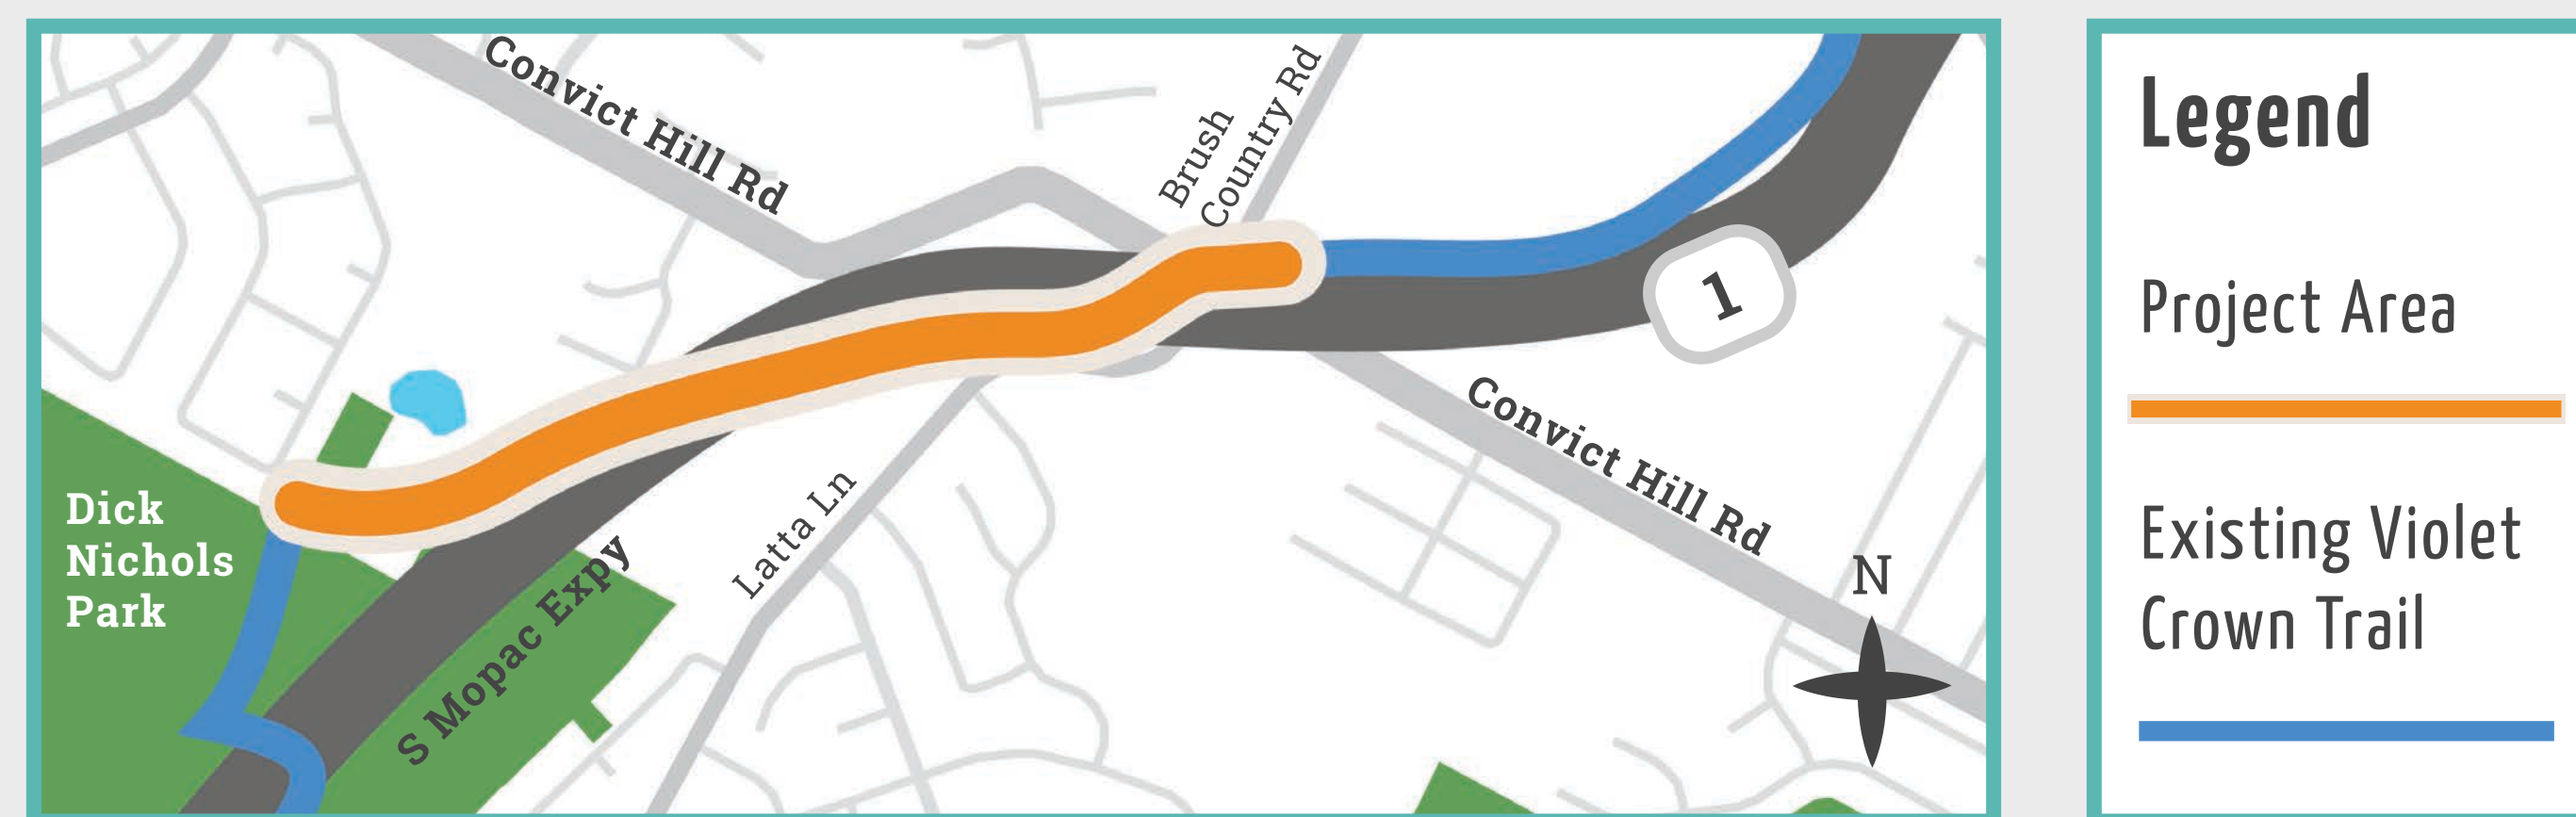 Convict Hill Rd
Brush
Country Rd
1
Convict Hill Rd
Latta Ln
S Mopac Expy
Dick
Nichols
Park
N
Legend
Project Area
Existing Violet
Crown Trail